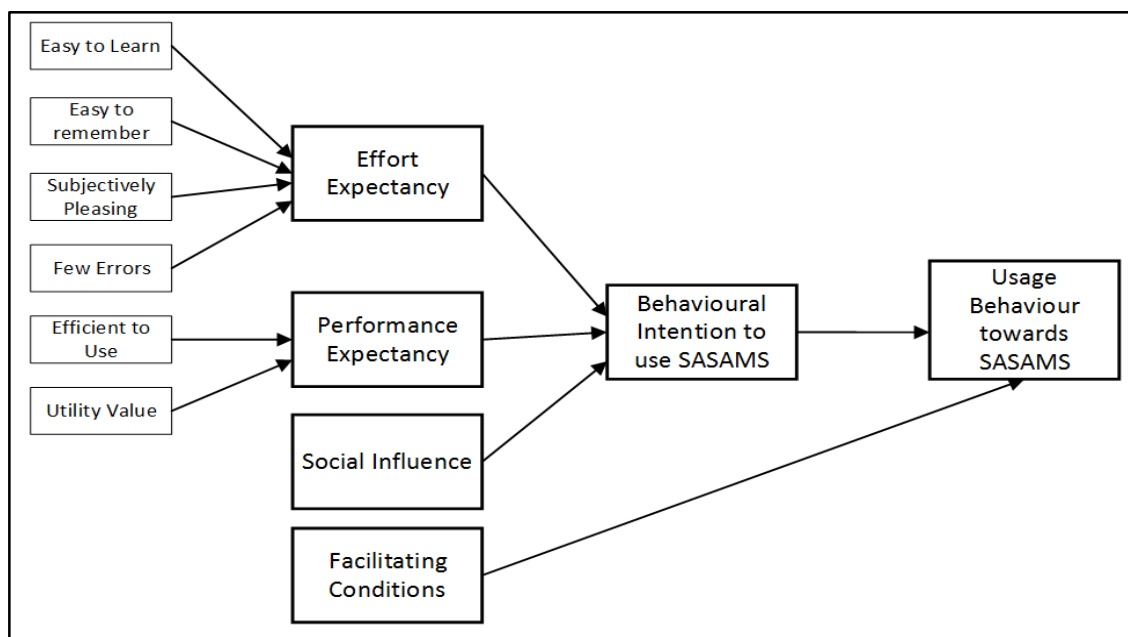 Easy to Learn
Easy to
remember
Subjectively
Pleasing
Few Errors
Efficient to
Use
Utility Value
Effort
Expectancy
Performance
Expectancy
Social Influence
Facilitating
Conditions
Behavioural
Intention to
use SASAMS
Usage
Behaviour
towards
SASAMS